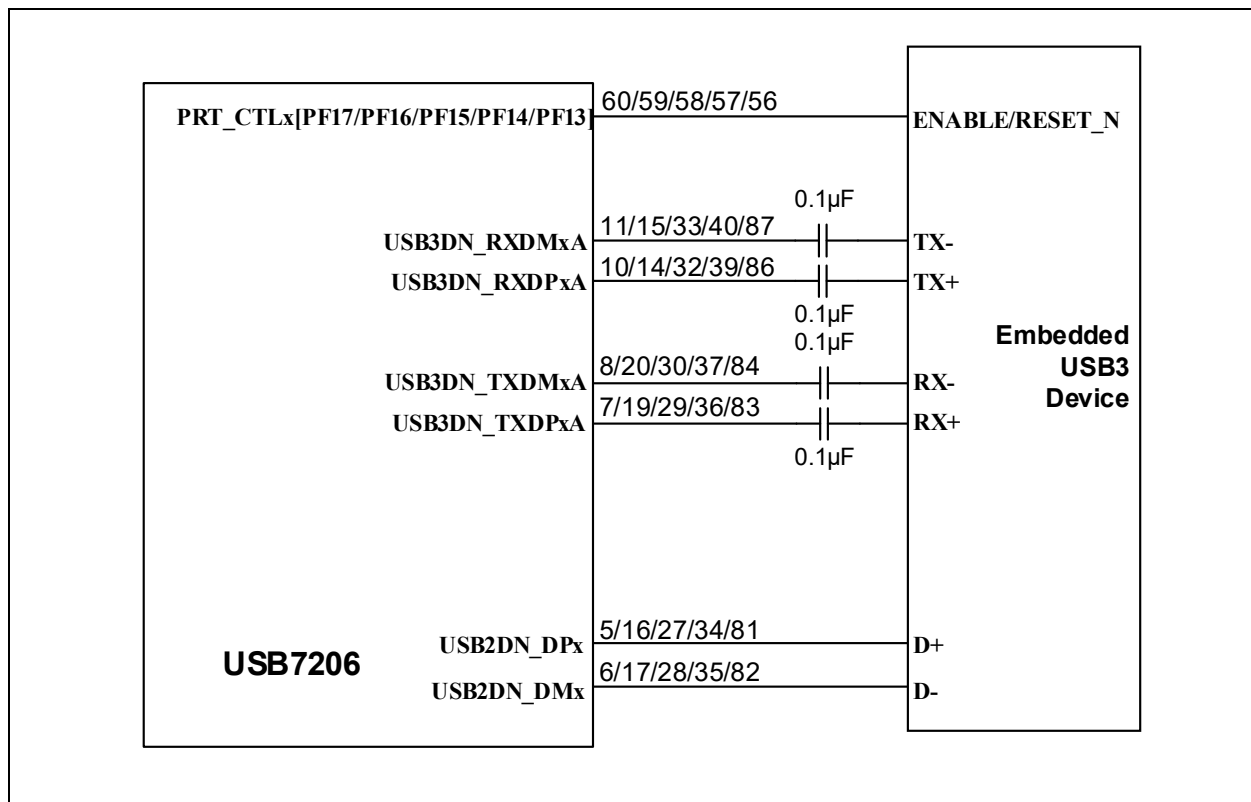 PRT_CTLx[PF17/PF16/PF15/PF14/PF13]
60/59/58/57/56
ENABLE/RESET_N
0.1µF
USB3DN_RXDMxA
11/15/33/40/87
TX-
USB3DN_RXDPxA
10/14/32/39/86
TX+
0.1µF
0.1µF
Embedded
USB3
Device
USB3DN_TXDMxA
8/20/30/37/84
RX-
USB3DN_TXDPxA
7/19/29/36/83
RX+
0.1µF
USB7206
USB2DN_DPx
5/16/27/34/81
D+
USB2DN_DMx
6/17/28/35/82
D-